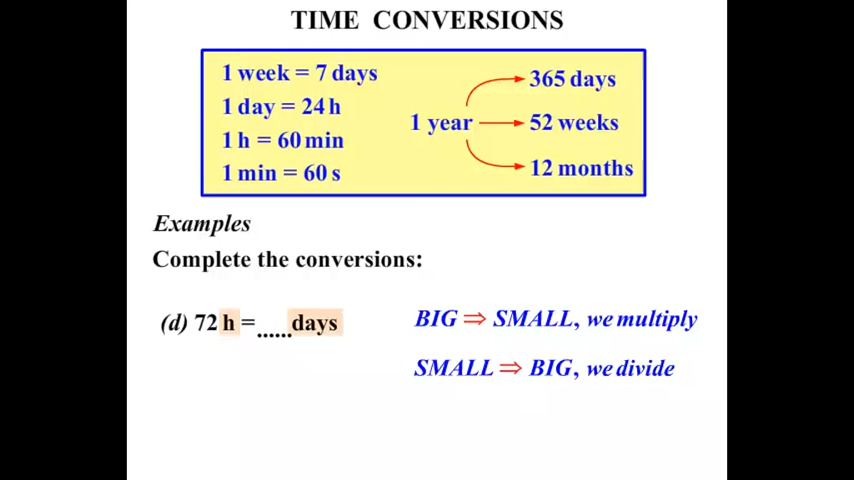 TIME CONVERSIONS
1 week = 7 days
1 day = 24 h
1 h = 60 min
1 min = 60 s
1 year
365 days
52 weeks
12 months
Examples
Complete the conversions:
(d) 72 h = ...... days
BIG ⇒ SMALL, we multiply
SMALL ⇒ BIG, we divide